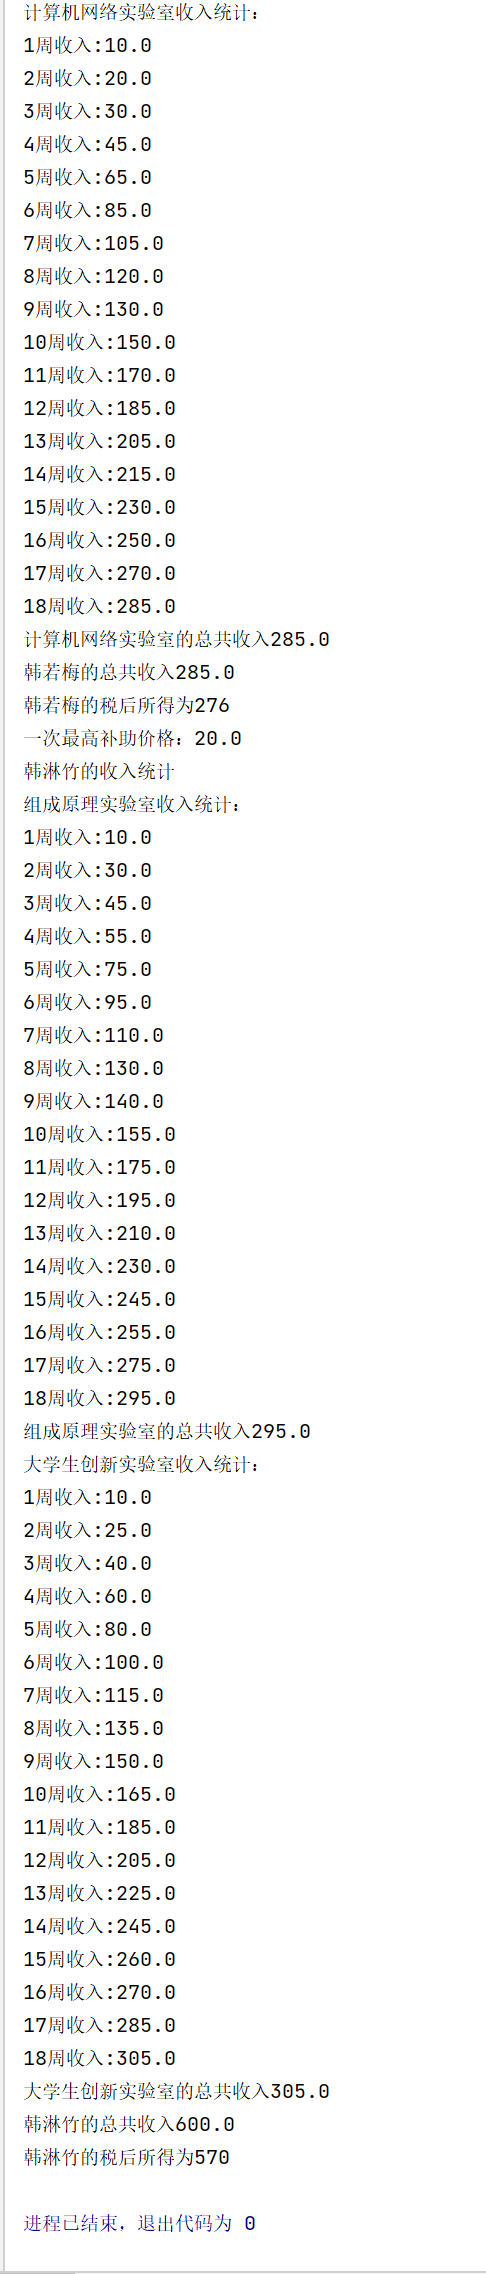 计算机网络实验室收入统计：
1周收入:10.0
2周收入:20.0
3周收入:30.0
4周收入:45.0
5周收入:65.0
6周收入:85.0
7周收入:105.0
8周收入:120.0
9周收入:130.0
10周收入:150.0
11周收入:170.0
12周收入:185.0
13周收入:205.0
14周收入:215.0
15周收入:230.0
16周收入:250.0
17周收入:270.0
18周收入:285.0
计算机网络实验室的总共收入285.0
韩若梅的总共收入285.0
韩若梅的税后所得为276
一次最高补助价格：20.0
韩淋竹的收入统计
组成原理实验室收入统计：
1周收入:10.0
2周收入:30.0
3周收入:45.0
4周收入:55.0
5周收入:75.0
6周收入:95.0
7周收入:110.0
8周收入:130.0
9周收入:140.0
10周收入:155.0
11周收入:175.0
12周收入:195.0
13周收入:210.0
14周收入:230.0
15周收入:245.0
16周收入:255.0
17周收入:275.0
18周收入:295.0
组成原理实验室的总共收入295.0
大学生创新实验室收入统计：
1周收入:10.0
2周收入:25.0
3周收入:40.0
4周收入:60.0
5周收入:80.0
6周收入:100.0
7周收入:115.0
8周收入:135.0
9周收入:150.0
10周收入:165.0
11周收入:185.0
12周收入:205.0
13周收入:225.0
14周收入:245.0
15周收入:260.0
16周收入:270.0
17周收入:285.0
18周收入:305.0
大学生创新实验室的总共收入305.0
韩淋竹的总共收入600.0
韩淋竹的税后所得为570
进程已结束，退出代码为 0